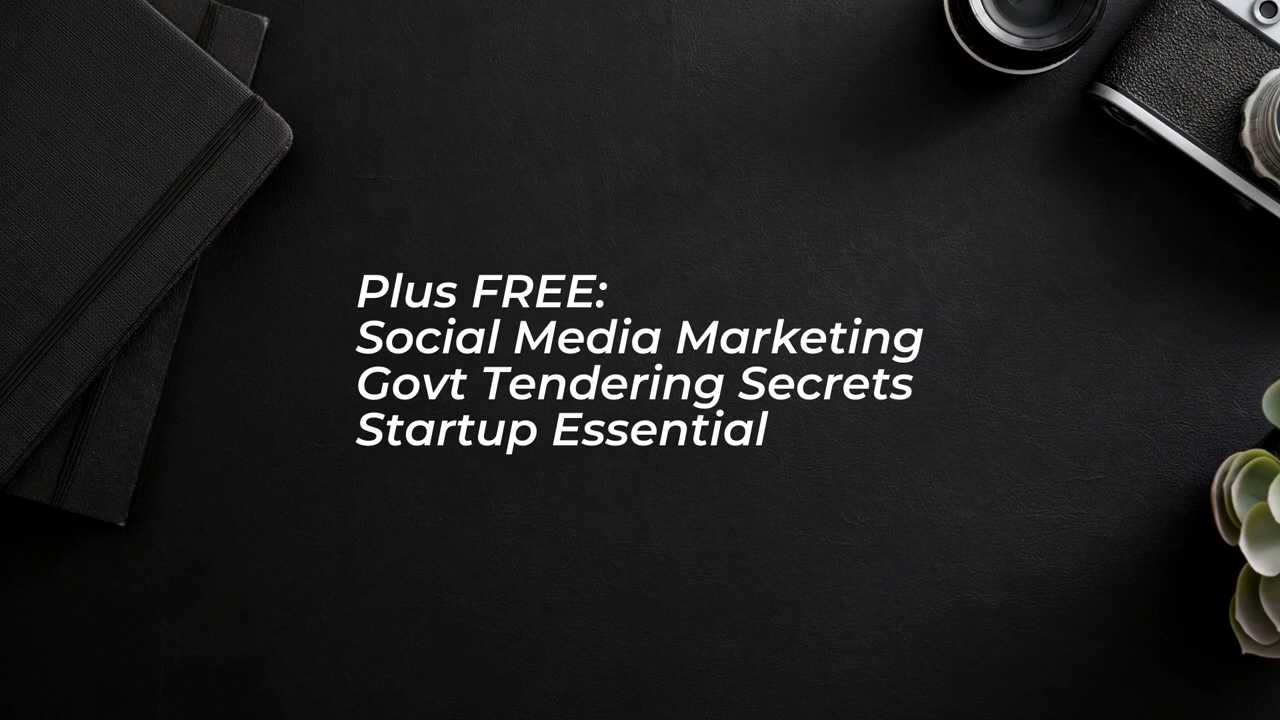 Plus FREE:
Social Media Marketing
Govt Tendering Secrets
Startup Essential